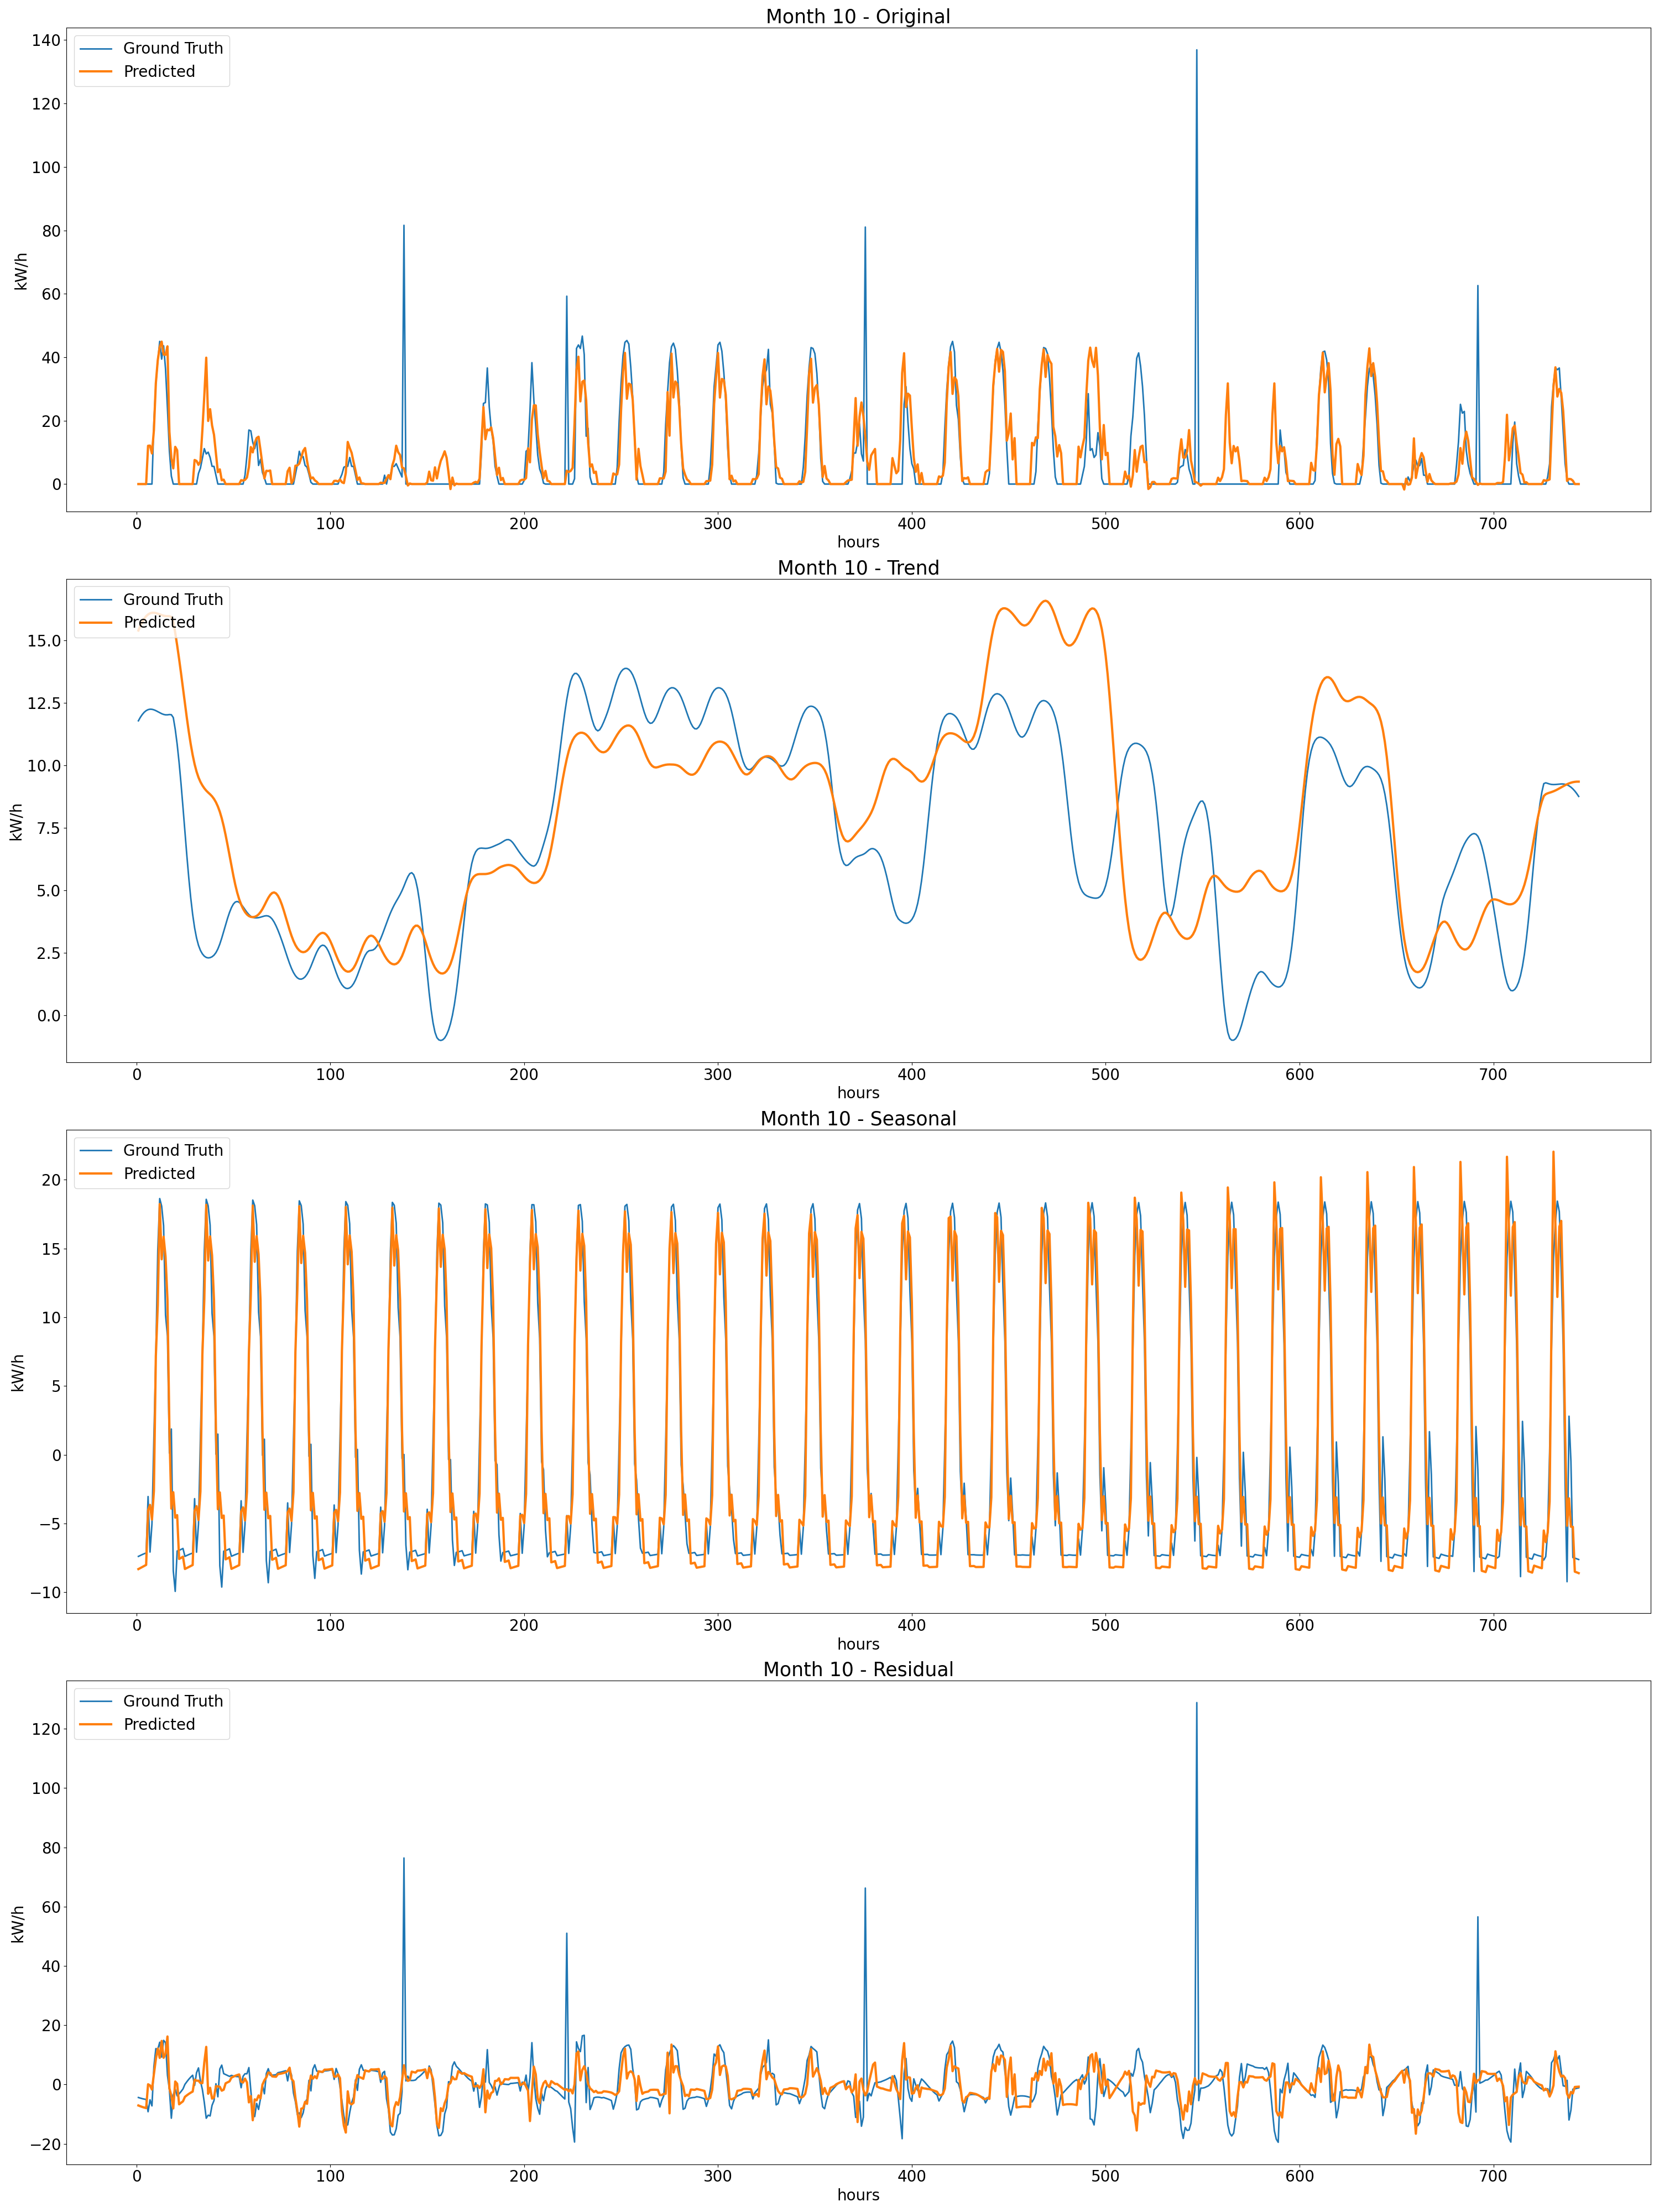 Month 10 - Original
Ground Truth
Predicted
140
120
100
80
60
40
20
0
kW/h
0 100 200 300 400 500 600 700
hours
Month 10 - Trend
Ground Truth
Predicted
15.0
12.5
10.0
7.5
5.0
2.5
0.0
kW/h
0 100 200 300 400 500 600 700
hours
Month 10 - Seasonal
Ground Truth
Predicted
20
15
10
5
0
−5
−10
kW/h
0 100 200 300 400 500 600 700
hours
Month 10 - Residual
Ground Truth
Predicted
120
100
80
60
40
20
0
−20
kW/h
0 100 200 300 400 500 600 700
hours